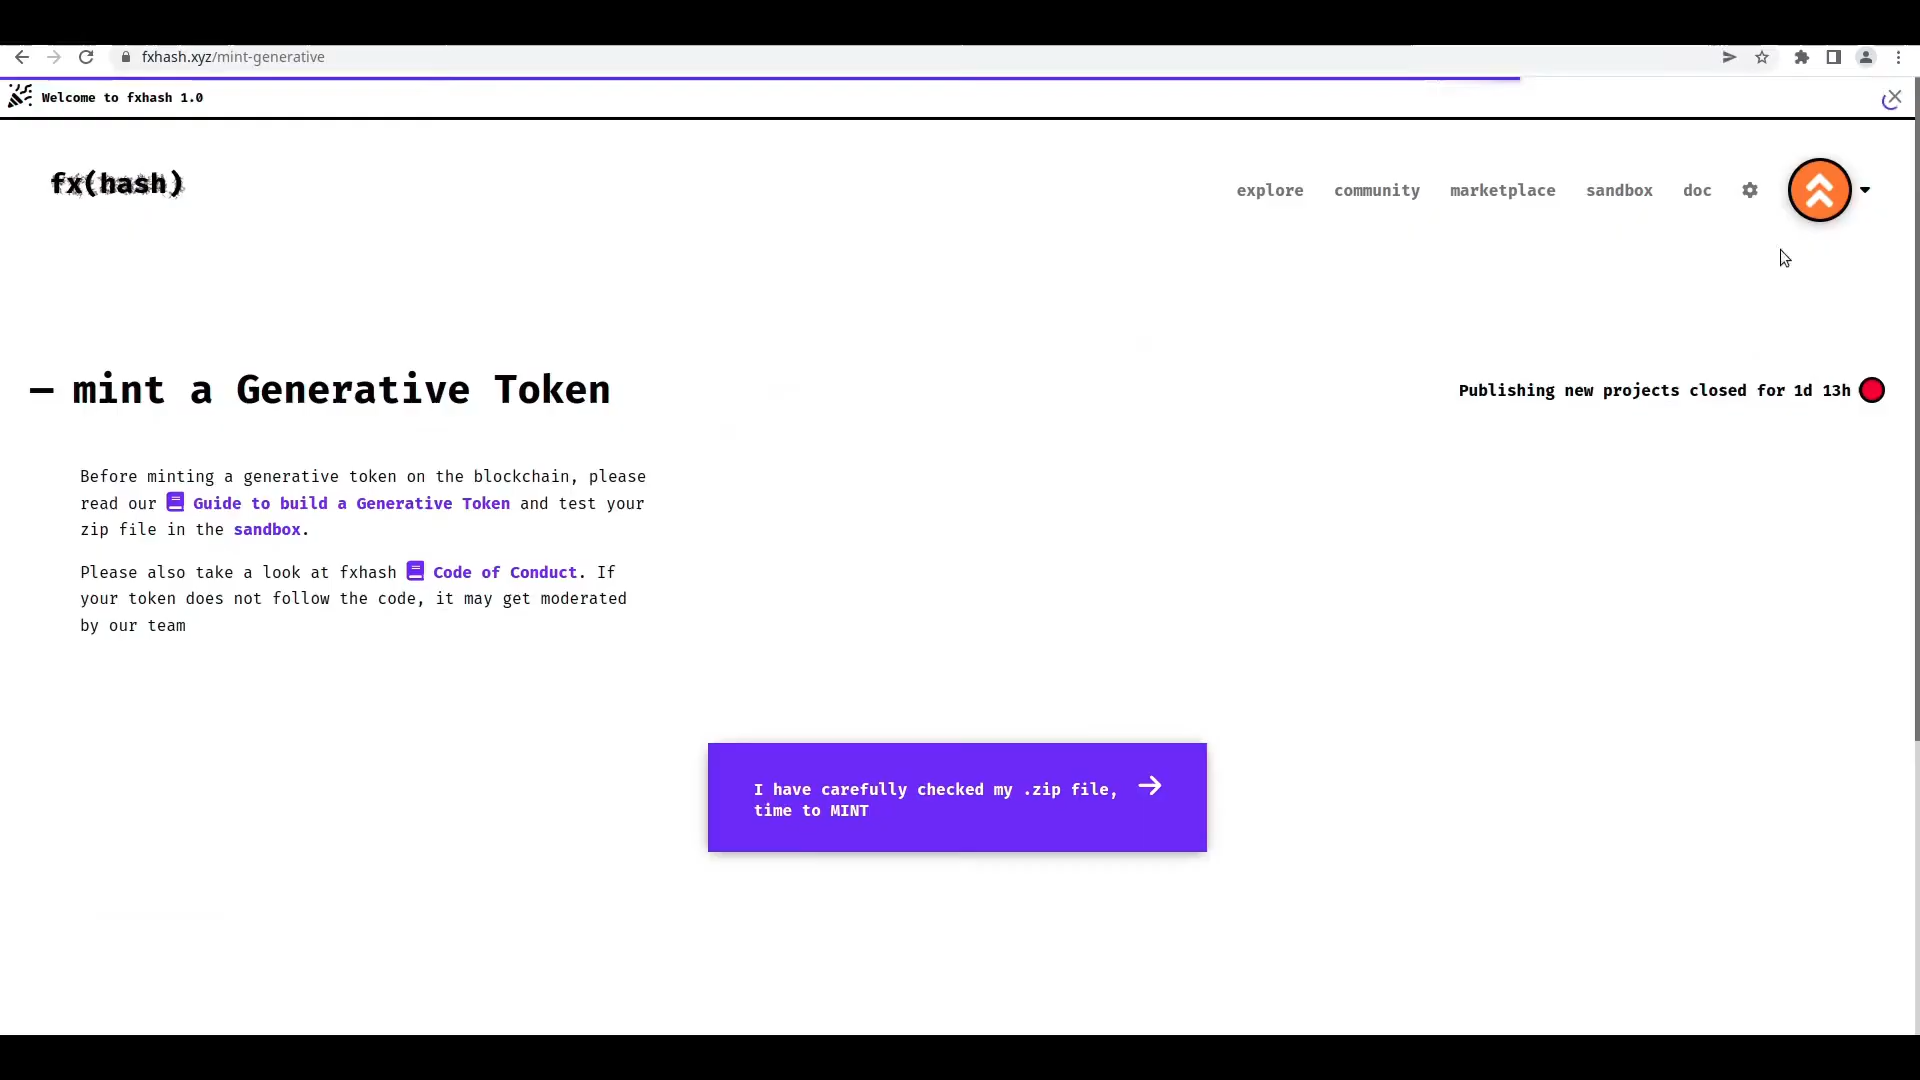 fxhash.xyz/mint-generative
Welcome to fxhash 1.0
fx(hash)
explore community marketplace sandbox doc
— mint a Generative Token
Publishing new projects closed for 1d 13h
Before minting a generative token on the blockchain, please
read our Guide to build a Generative Token and test your
zip file in the sandbox.
Please also take a look at fxhash Code of Conduct. If
your token does not follow the code, it may get moderated
by our team
I have carefully checked my .zip file,
time to MINT